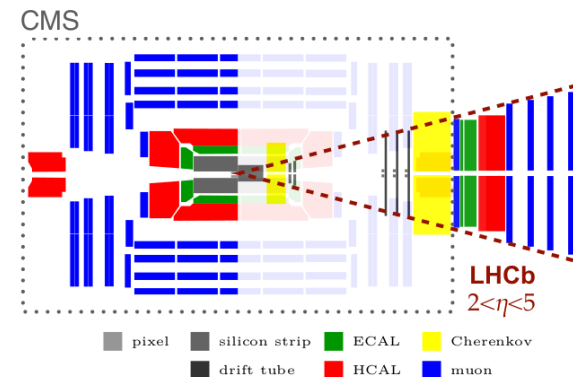 CMS
LHCb
2<η<5
pixel silicon strip ECAL Cherenkov
drift tube HCAL muon